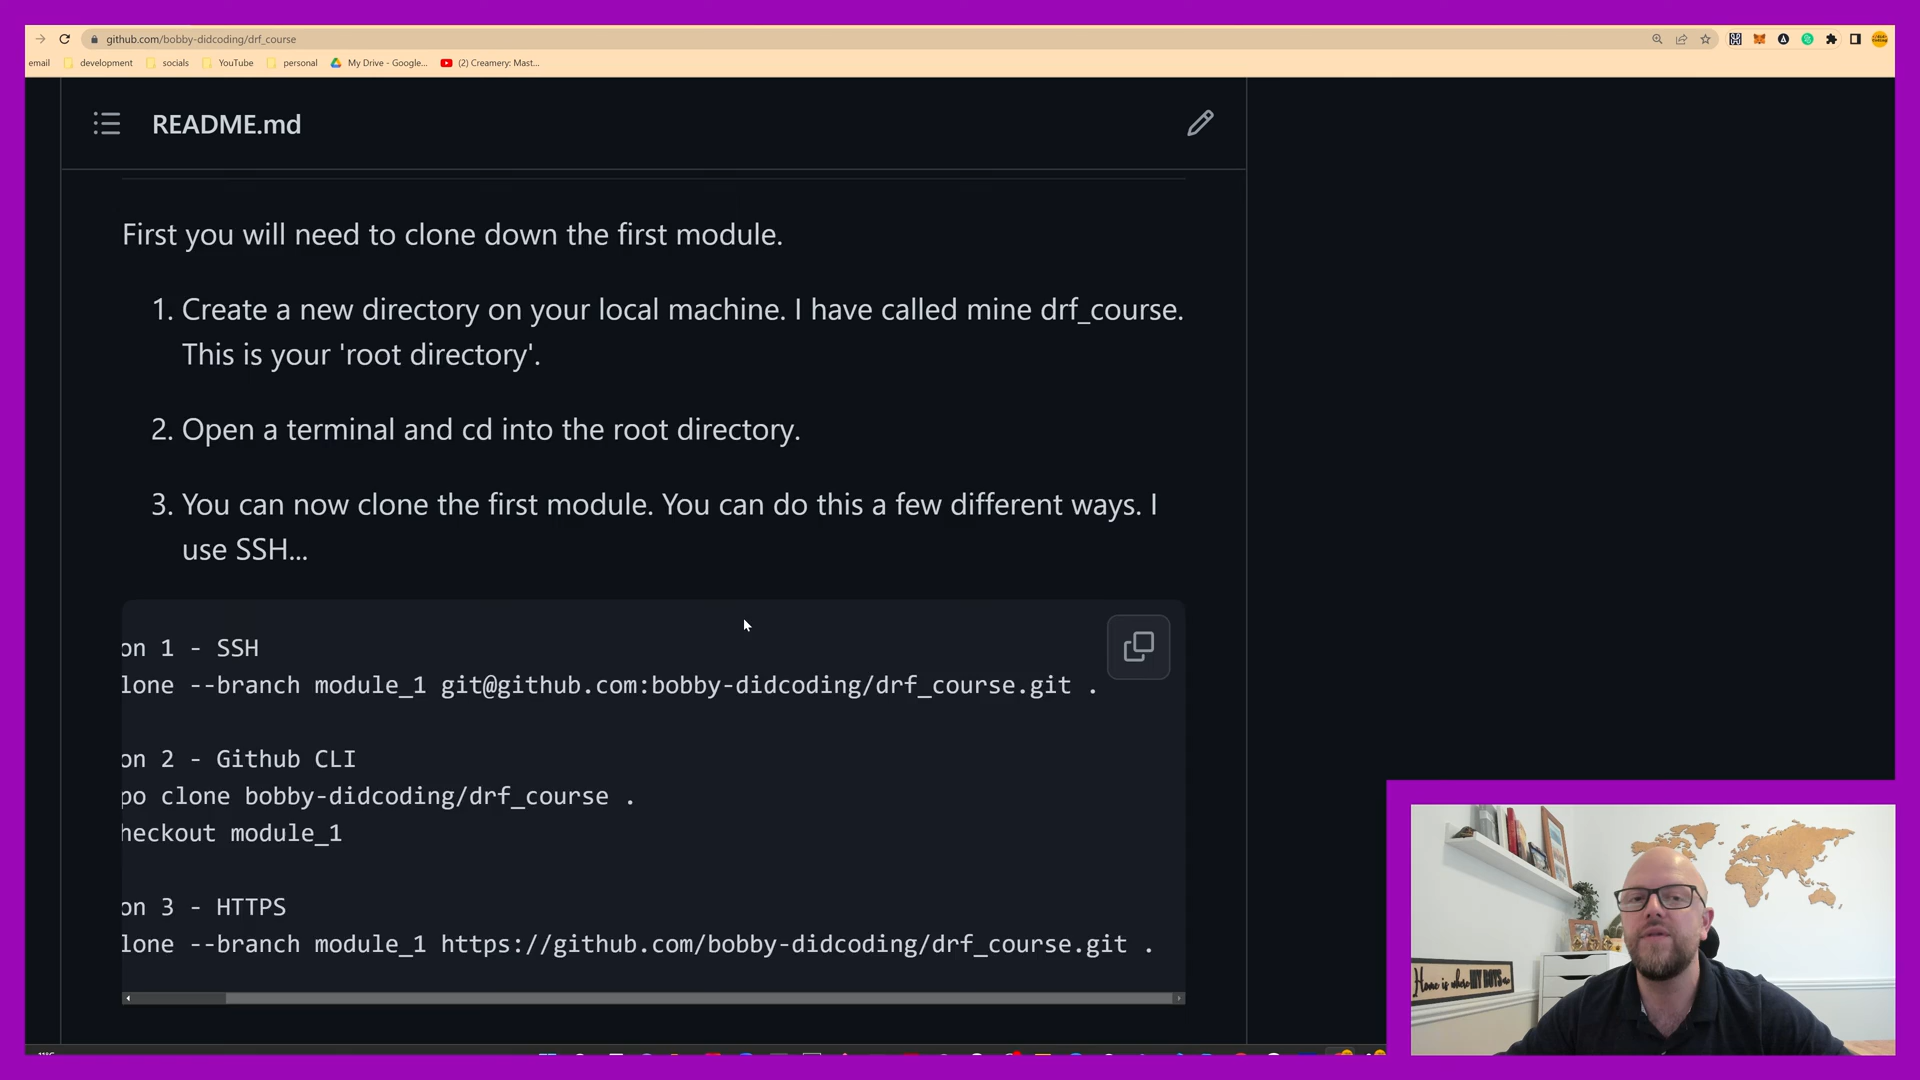 github.com/bobby-didcoding/drf_course
email development socials YouTube personal My Drive - Google... (2) Creamery: Mast...
README.md
First you will need to clone down the first module.
1. Create a new directory on your local machine. I have called mine drf_course.
This is your 'root directory'.
2. Open a terminal and cd into the root directory.
3. You can now clone the first module. You can do this a few different ways. I
use SSH...
on 1 - SSH
lone --branch module_1 git@github.com:bobby-didcoding/drf_course.git .
on 2 - Github CLI
po clone bobby-didcoding/drf_course .
heckout module_1
on 3 - HTTPS
lone --branch module_1 https://github.com/bobby-didcoding/drf_course.git .
Home is where MY BOYS